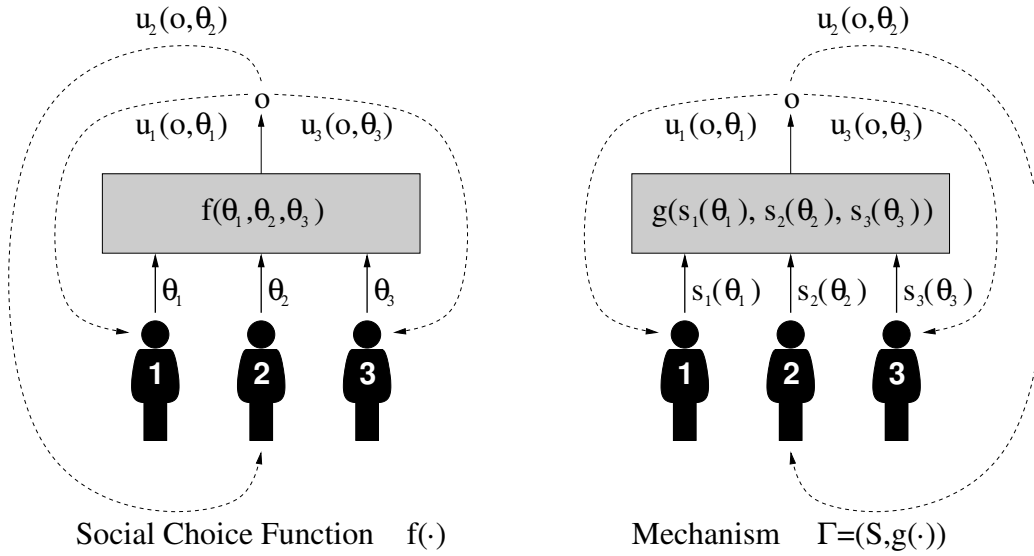 u₂(o,θ₂)
o
u₁(o,θ₁) u₃(o,θ₃)
f(θ₁,θ₂,θ₃)
θ₁ θ₂ θ₃
1 2 3
Social Choice Function f(·)
u₂(o,θ₂)
o
u₁(o,θ₁) u₃(o,θ₃)
g(s₁(θ₁), s₂(θ₂), s₃(θ₃))
s₁(θ₁) s₂(θ₂) s₃(θ₃)
1 2 3
Mechanism Γ=(S,g(·))